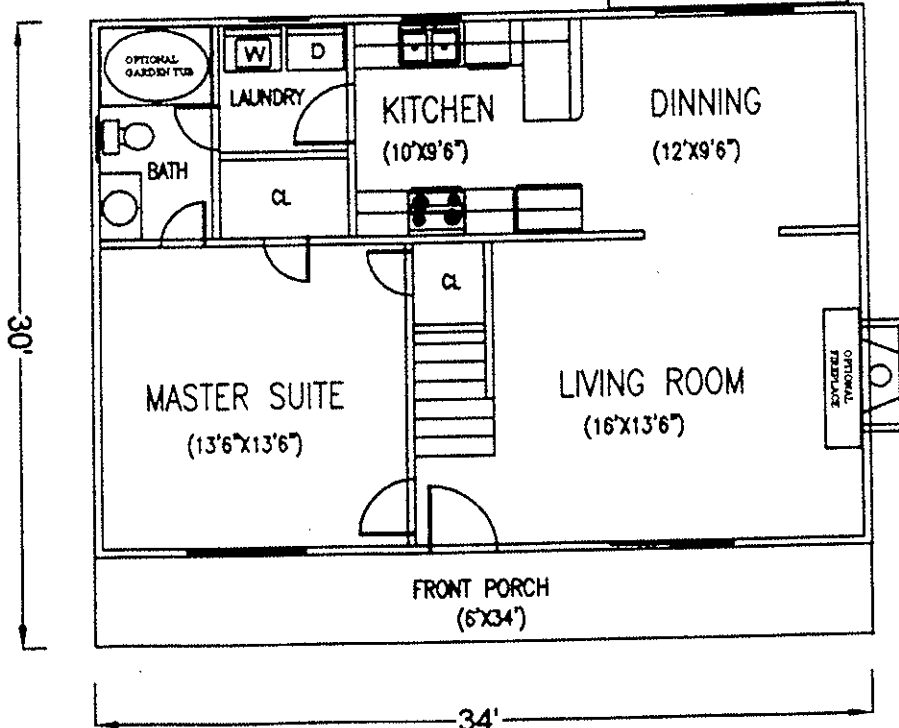 OPTIONAL
GARDEN TUB
W
D
LAUNDRY
KITCHEN
(10'X9'6")
DINNING
(12'X9'6")
BATH
CL
CL
30'
MASTER SUITE
(13'6"X13'6")
LIVING ROOM
(16'X13'6")
OPTIONAL
FIREPLACE
FRONT PORCH
(6'X34')
34'